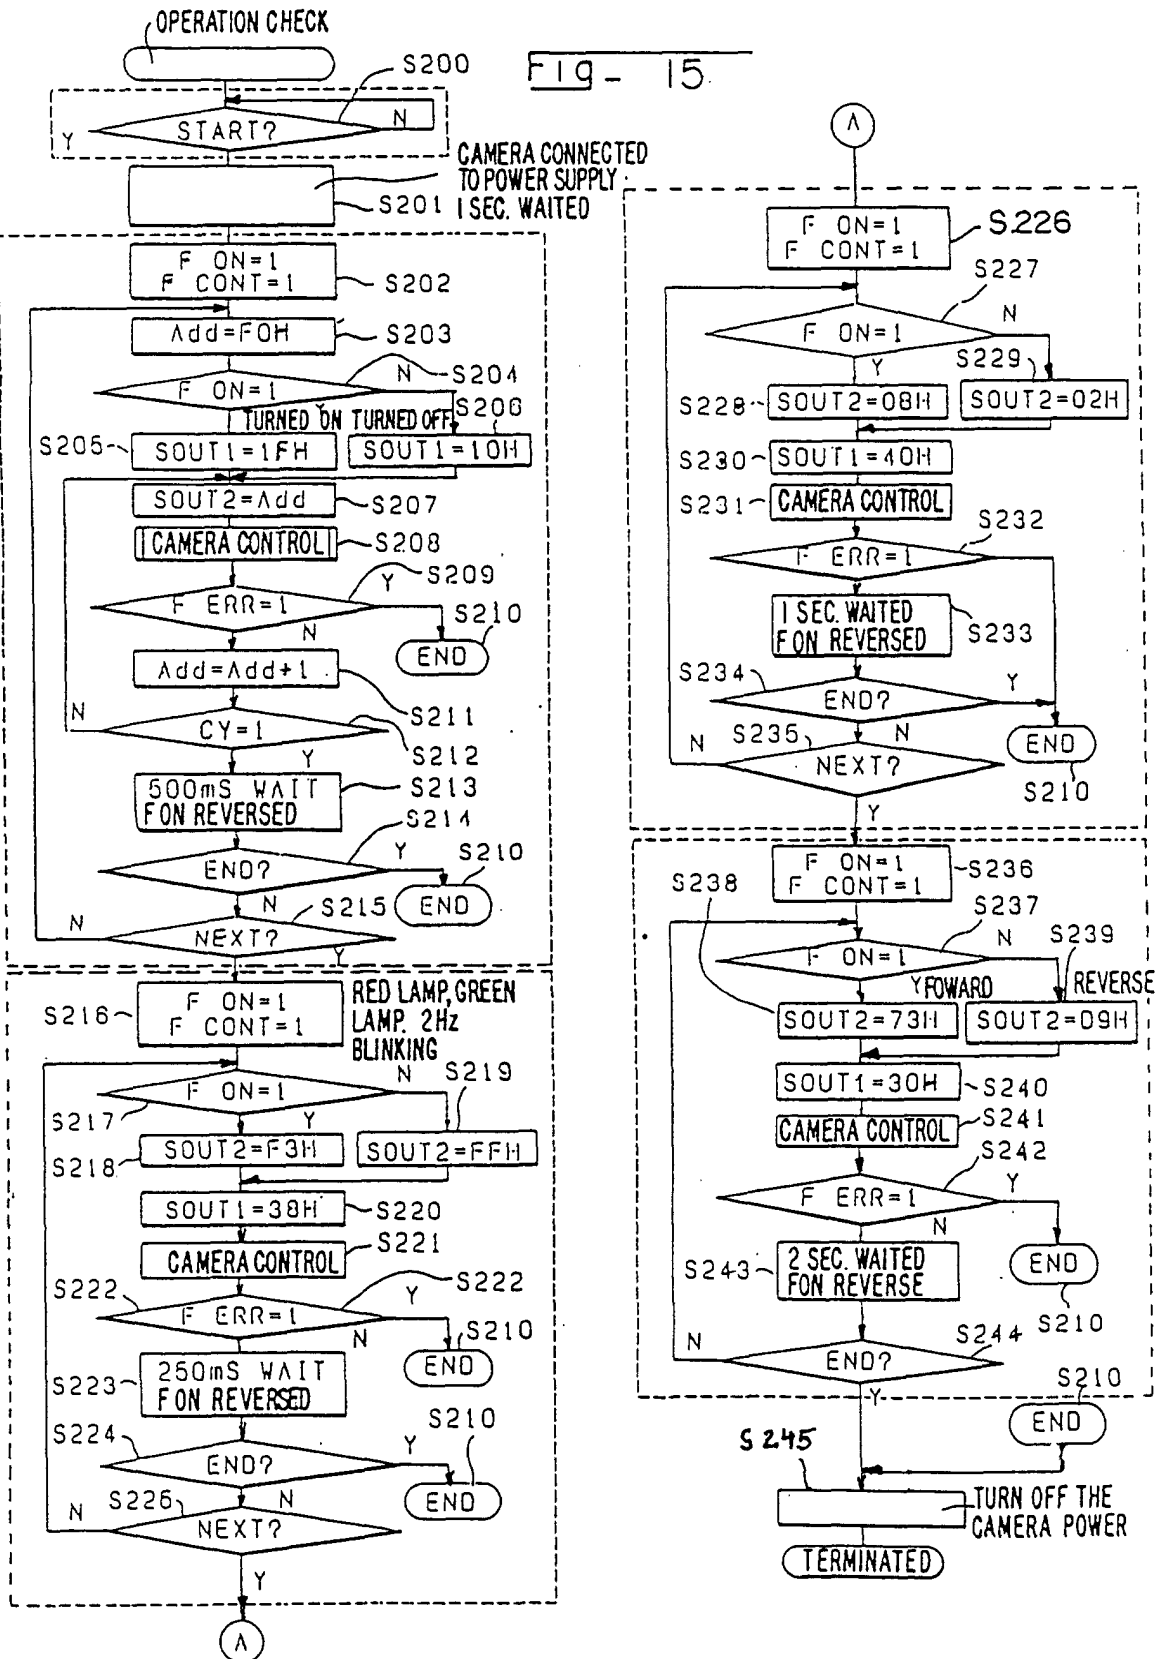 OPERATION CHECK
Fig- 15.
S200
START?
Y
N
CAMERA CONNECTED
TO POWER SUPPLY
1 SEC. WAITED
S201
F ON=1
F CONT=1
S202
Add=F0H
S203
F ON=1
N
S204
Y
TURNED ON TURNED OFF
S206
S205
SOUT1=1FH
SOUT1=10H
SOUT2=Add
S207
CAMERA CONTROL
S208
F ERR=1
Y
S209
N
S210
END
Add=Add+1
S211
N
CY=1
S212
Y
500mS WAIT
F ON REVERSED
S213
S214
END?
Y
S210
END
N
S215
N
NEXT?
Y
S216
F ON=1
F CONT=1
RED LAMP, GREEN
LAMP. 2Hz
BLINKING
F ON=1
N
S219
S217
Y
S218
SOUT2=F3H
SOUT2=FFH
SOUT1=38H
S220
CAMERA CONTROL
S221
S222
F ERR=1
Y
S222
N
S210
END
S223
250mS WAIT
F ON REVERSED
S224
END?
Y
S210
END
N
S225
N
NEXT?
Y
A
A
F ON=1
F CONT=1
S.226
S227
F ON=1
N
Y
S229
S228
SOUT2=08H
SOUT2=02H
S230
SOUT1=40H
S231
CAMERA CONTROL
S232
F ERR=1
1 SEC. WAITED
F ON REVERSED
S233
S234
END?
Y
N
END
S210
S235
N
NEXT?
Y
F ON=1
F CONT=1
S236
S238
S237
F ON=1
N
S239
Y FOWARD
REVERSE
SOUT2=73H
SOUT2=09H
SOUT1=30H
S240
CAMERA CONTROL
S241
S242
F ERR=1
Y
N
END
S210
S243
2 SEC. WAITED
F ON REVERSE
S244
N
END?
Y
S210
END
S245
TURN OFF THE
CAMERA POWER
TERMINATED